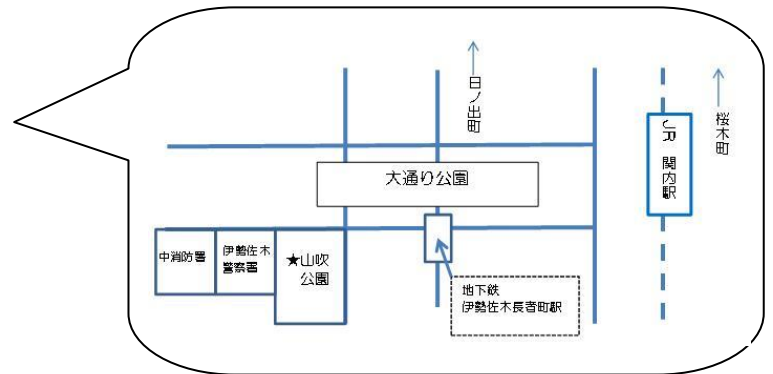 日ノ出町
桜木町
JR 関内駅
大通り公園
中消防署
伊勢佐木
警察署
★山吹
公園
地下鉄
伊勢佐木長者町駅